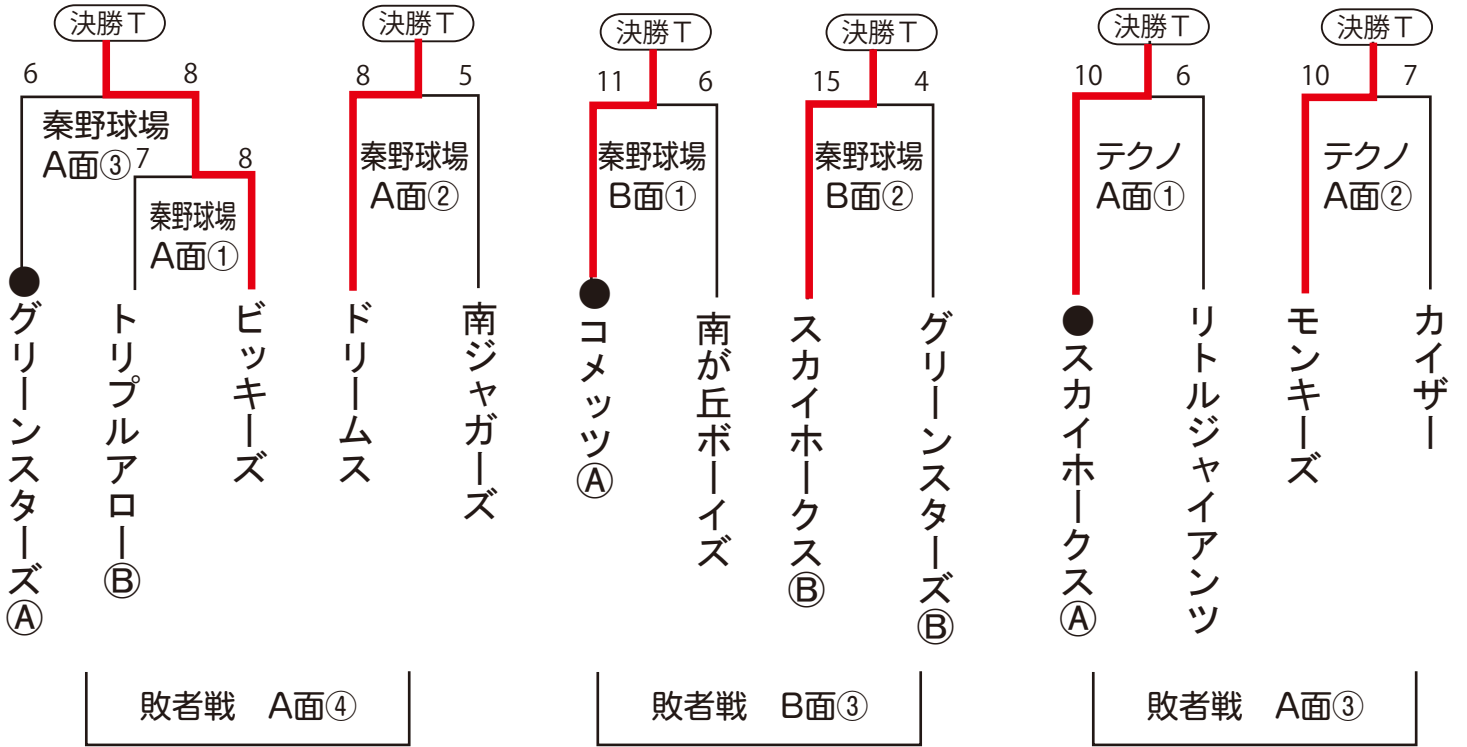 決勝T
決勝T
決勝T
決勝T
決勝T
決勝T
6 8
8 5
11 6
15 4
10 6
10 7
秦野球場
A面③
7 8
秦野球場
A面①
秦野球場
A面②
秦野球場
B面①
秦野球場
B面②
テクノ
A面①
テクノ
A面②
●グリーンスターズⒶ
トリプルアローⒷ
ビッキーズ
ドリームス
南ジャガーズ
●コメッツⒶ
南が丘ボーイズ
スカイホークスⒷ
グリーンスターズⒷ
●スカイホークスⒶ
リトルジャイアンツ
モンキーズ
カイザー
敗者戦 A面④
敗者戦 B面③
敗者戦 A面③